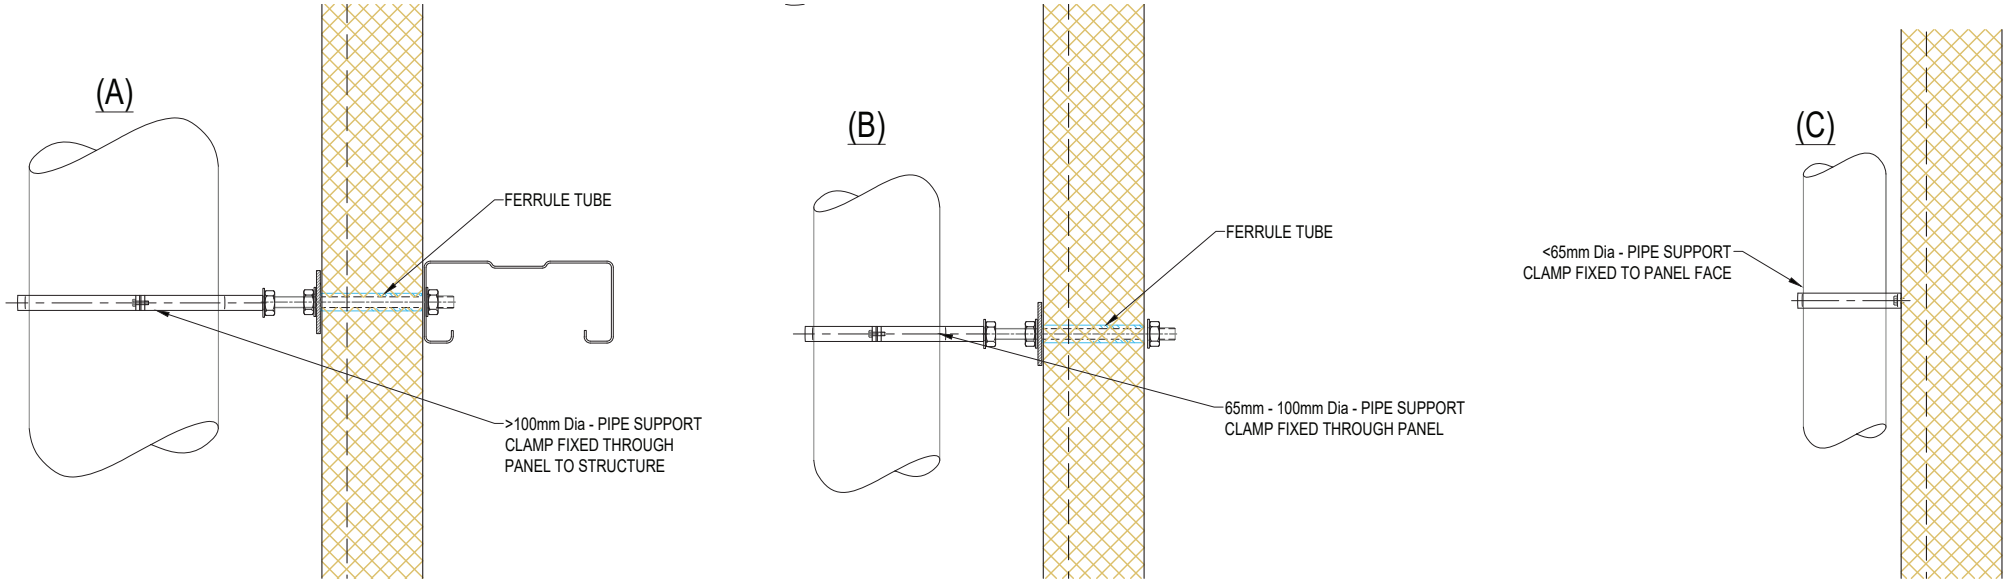 (A)
FERRULE TUBE
>100mm Dia - PIPE SUPPORT
CLAMP FIXED THROUGH
PANEL TO STRUCTURE
(B)
FERRULE TUBE
65mm - 100mm Dia - PIPE SUPPORT
CLAMP FIXED THROUGH PANEL
(C)
<65mm Dia - PIPE SUPPORT
CLAMP FIXED TO PANEL FACE